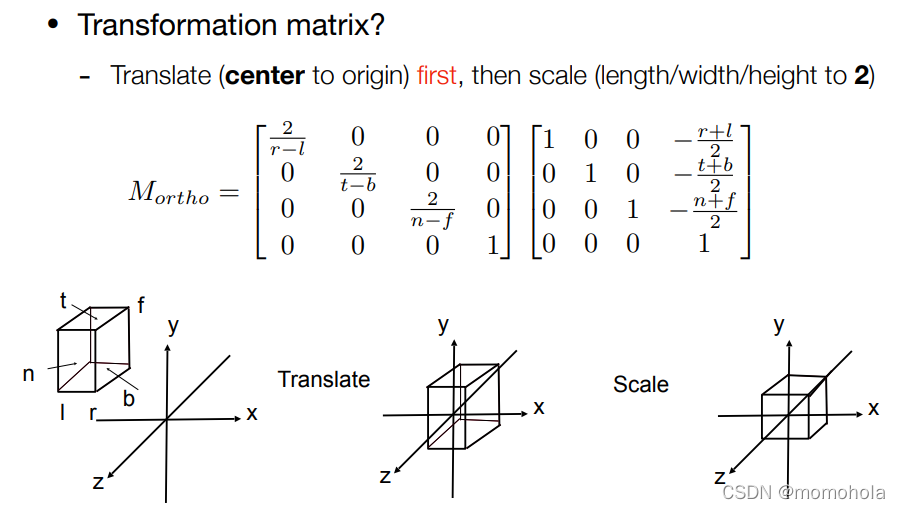 • Transformation matrix?
- Translate (center to origin) first, then scale (length/width/height to 2)
M_{ortho} = \begin{bmatrix} \frac{2}{r-l} & 0 & 0 & 0 \\ 0 & \frac{2}{t-b} & 0 & 0 \\ 0 & 0 & \frac{2}{n-f} & 0 \\ 0 & 0 & 0 & 1 \end{bmatrix} \begin{bmatrix} 1 & 0 & 0 & -\frac{r+l}{2} \\ 0 & 1 & 0 & -\frac{t+b}{2} \\ 0 & 0 & 1 & -\frac{n+f}{2} \\ 0 & 0 & 0 & 1 \end{bmatrix}
t
f
n
l
r
b
y
x
z
Translate
y
x
z
Scale
y
x
z
CSDN @momohola